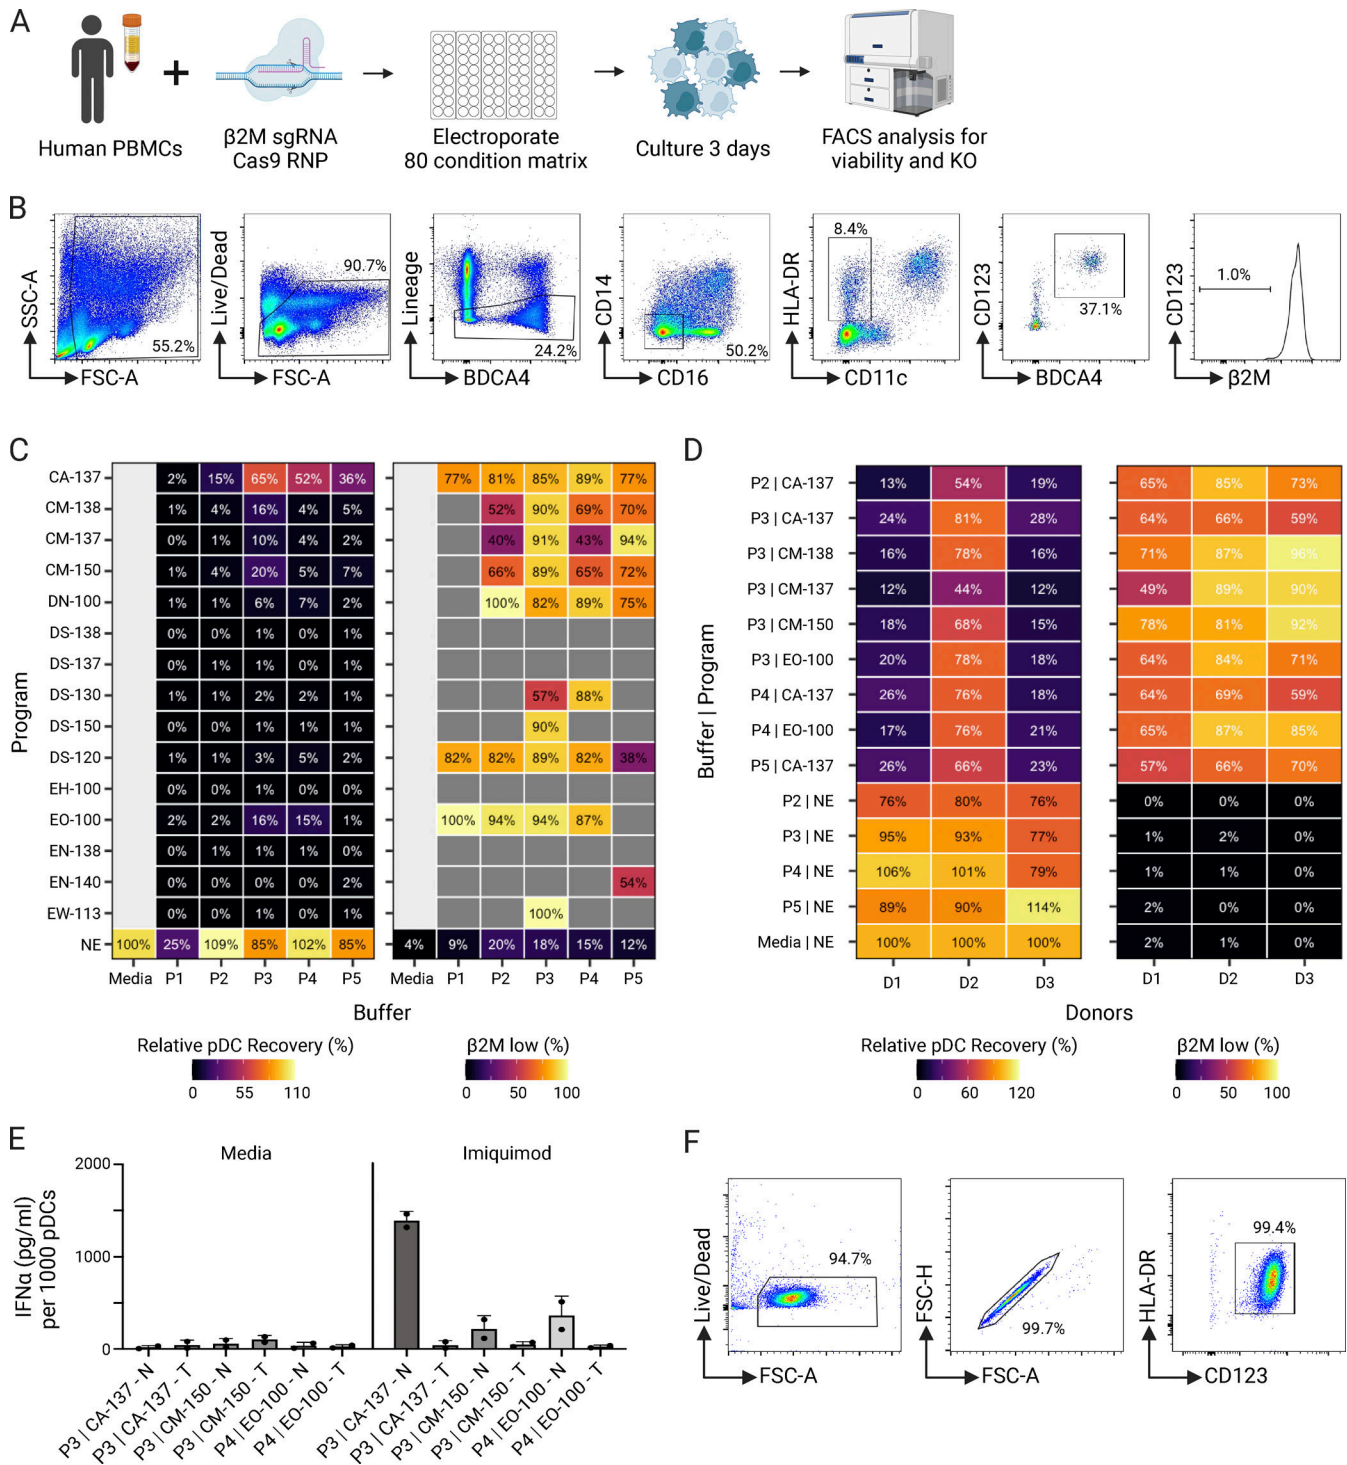 A
Human PBMCs
+
β2M sgRNA
Cas9 RNP
Electroporate
80 condition matrix
Culture 3 days
FACS analysis for
viability and KO
B
SSC-A
FSC-A
55.2%
Live/Dead
FSC-A
90.7%
Lineage
BDCA4
24.2%
CD14
CD16
50.2%
HLA-DR
CD11c
8.4%
CD123
BDCA4
37.1%
CD123
β2M
1.0%
C
Program
CA-137 2% 15% 65% 52% 36% 77% 81% 85% 89% 77%
CM-138 1% 4% 16% 4% 5% 52% 90% 69% 70%
CM-137 0% 1% 10% 4% 2% 40% 91% 43% 94%
CM-150 1% 4% 20% 5% 7% 66% 89% 65% 72%
DN-100 1% 1% 6% 7% 2% 100% 82% 89% 75%
DS-138 0% 0% 1% 0% 1%
DS-137 0% 1% 1% 0% 1%
DS-130 1% 1% 2% 2% 1% 57% 88%
DS-150 0% 0% 1% 1% 1% 90%
DS-120 1% 1% 3% 5% 2% 82% 82% 89% 82% 38%
EH-100 0% 0% 1% 0% 0%
EO-100 2% 2% 16% 15% 1% 100% 94% 94% 87%
EN-138 0% 1% 1% 1% 0%
EN-140 0% 0% 0% 0% 2% 54%
EW-113 0% 0% 1% 0% 1% 100%
NE 100% 25% 109% 85% 102% 85% 4% 9% 20% 18% 15% 12%
Media P1 P2 P3 P4 P5 Media P1 P2 P3 P4 P5
Buffer
Relative pDC Recovery (%)
0 55 110
β2M low (%)
0 50 100
D
Buffer | Program
P2 | CA-137 13% 54% 19% 65% 85% 73%
P3 | CA-137 24% 81% 28% 64% 66% 59%
P3 | CM-138 16% 78% 16% 71% 87% 96%
P3 | CM-137 12% 44% 12% 49% 89% 90%
P3 | CM-150 18% 68% 15% 78% 81% 92%
P3 | EO-100 20% 78% 18% 64% 84% 71%
P4 | CA-137 26% 76% 18% 64% 69% 59%
P4 | EO-100 17% 76% 21% 65% 87% 85%
P5 | CA-137 26% 66% 23% 57% 66% 70%
P2 | NE 76% 80% 76% 0% 0% 0%
P3 | NE 95% 93% 77% 1% 2% 0%
P4 | NE 106% 101% 79% 1% 1% 0%
P5 | NE 89% 90% 114% 2% 0% 0%
Media | NE 100% 100% 100% 2% 1% 0%
D1 D2 D3 D1 D2 D3
Donors
Relative pDC Recovery (%)
0 60 120
β2M low (%)
0 50 100
E
Media Imiquimod
IFNα (pg/ml)
per 1000 pDCs
2000
1000
0
P3 | CA-137 - N
P3 | CA-137 - T
P3 | CM-150 - N
P3 | CM-150 - T
P4 | EO-100 - N
P4 | EO-100 - T
P3 | CA-137 - N
P3 | CA-137 - T
P3 | CM-150 - N
P3 | CM-150 - T
P4 | EO-100 - N
P4 | EO-100 - T
F
Live/Dead
FSC-A
94.7%
FSC-H
FSC-A
99.7%
HLA-DR
CD123
99.4%